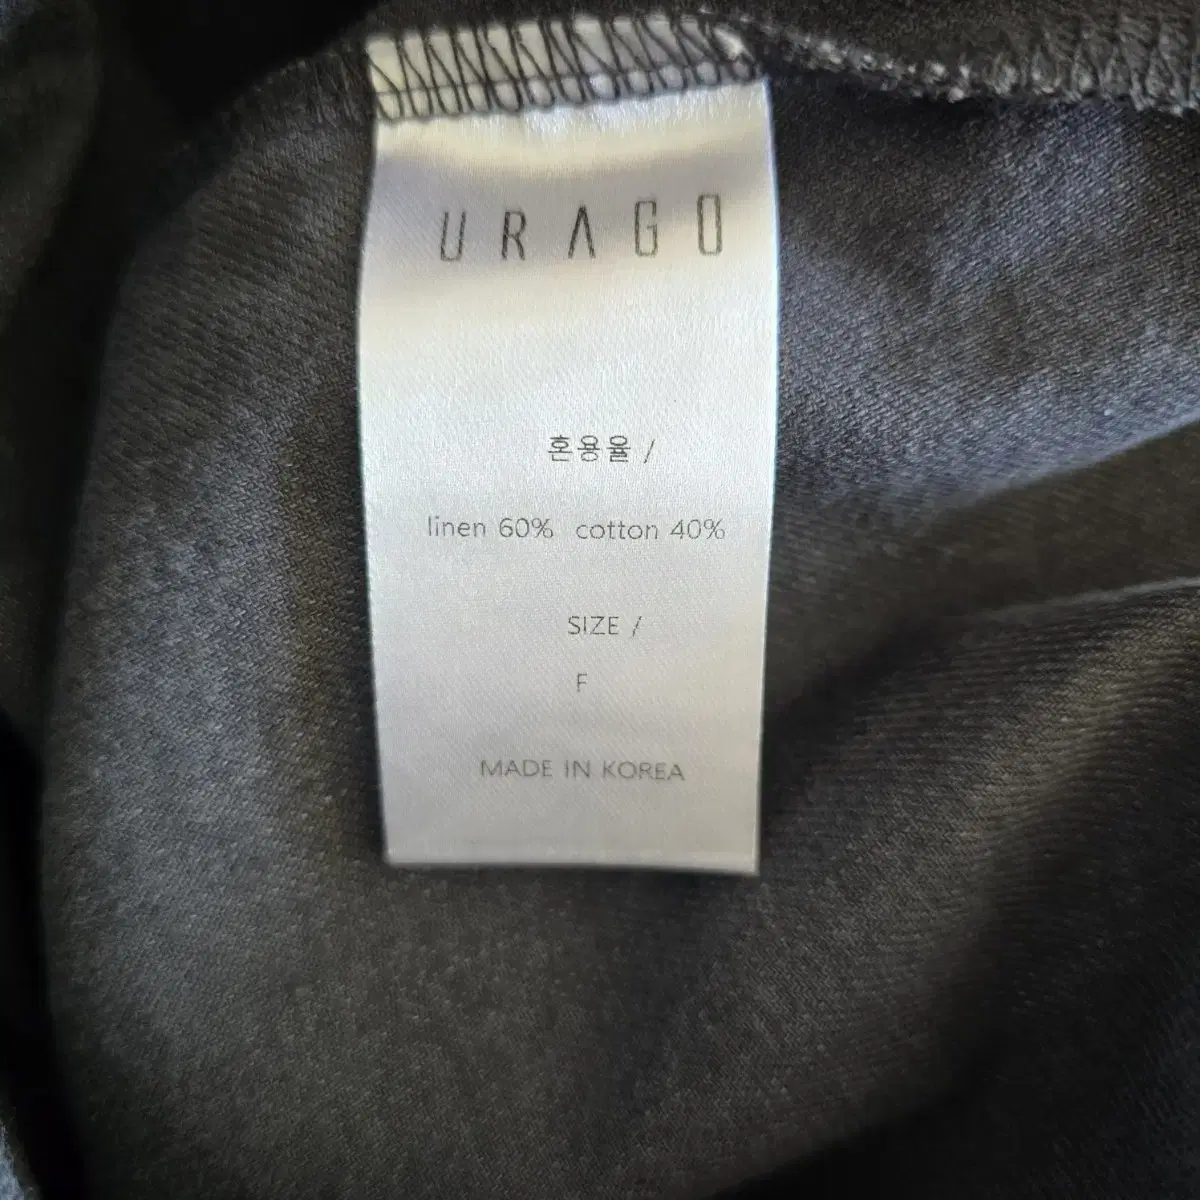 URAGO
혼용율 /
linen 60% cotton 40%
SIZE /
F
MADE IN KOREA